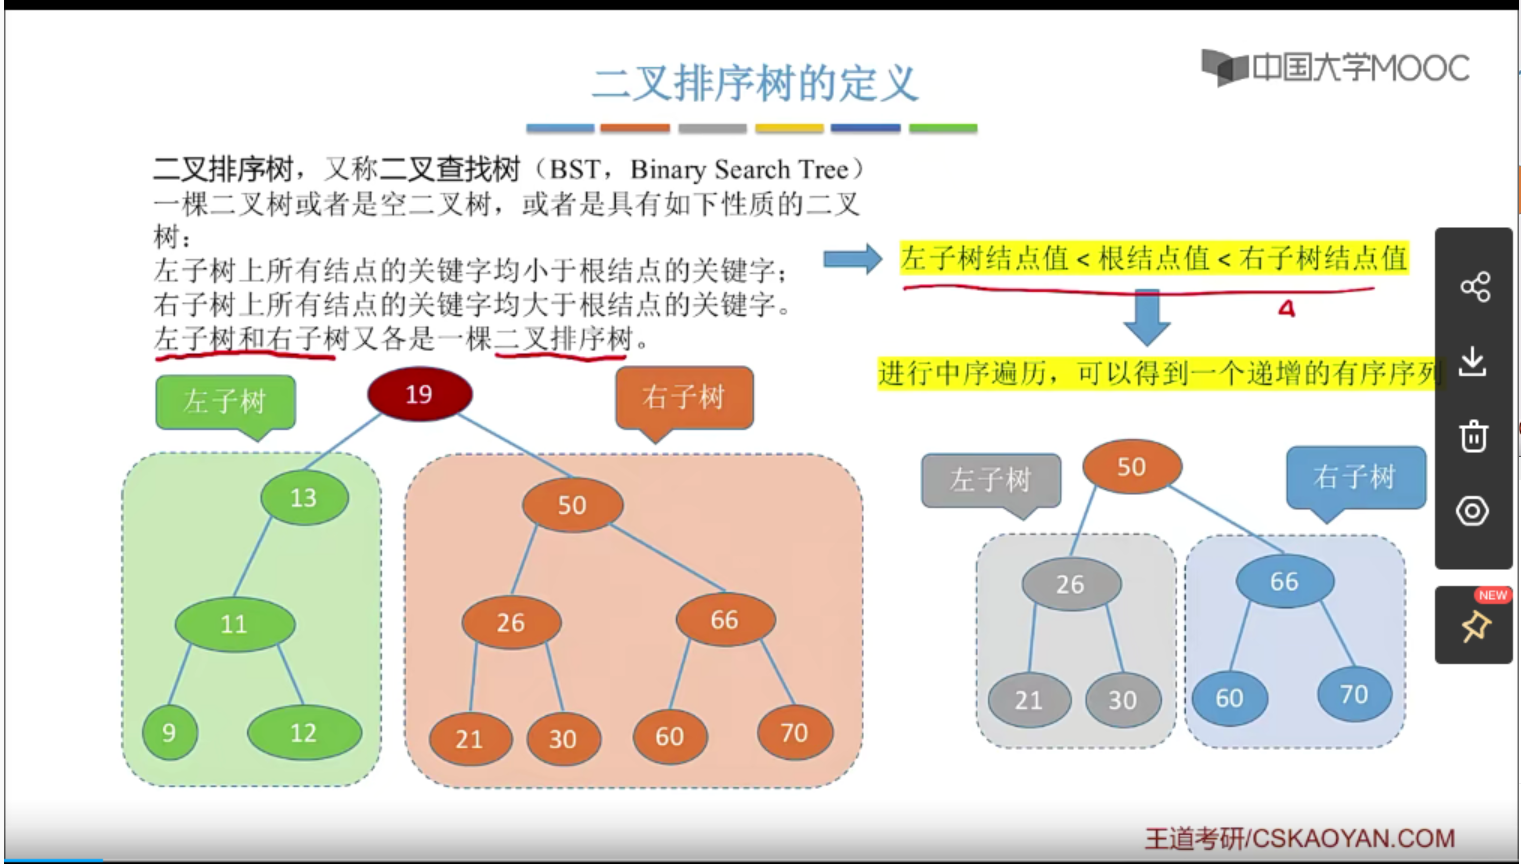 二叉排序树的定义
中国大学MOOC
二叉排序树，又称二叉查找树（BST，Binary Search Tree）
一棵二叉树或者是空二叉树，或者是具有如下性质的二叉
树：
左子树上所有结点的关键字均小于根结点的关键字；
右子树上所有结点的关键字均大于根结点的关键字。
左子树和右子树又各是一棵二叉排序树。
左子树结点值 < 根结点值 < 右子树结点值
进行中序遍历，可以得到一个递增的有序序列
左子树
19
右子树
13
50
11
26
66
9
12
21
30
60
70
左子树
50
右子树
26
66
21
30
60
70
NEW
王道考研/CSKAOYAN.COM